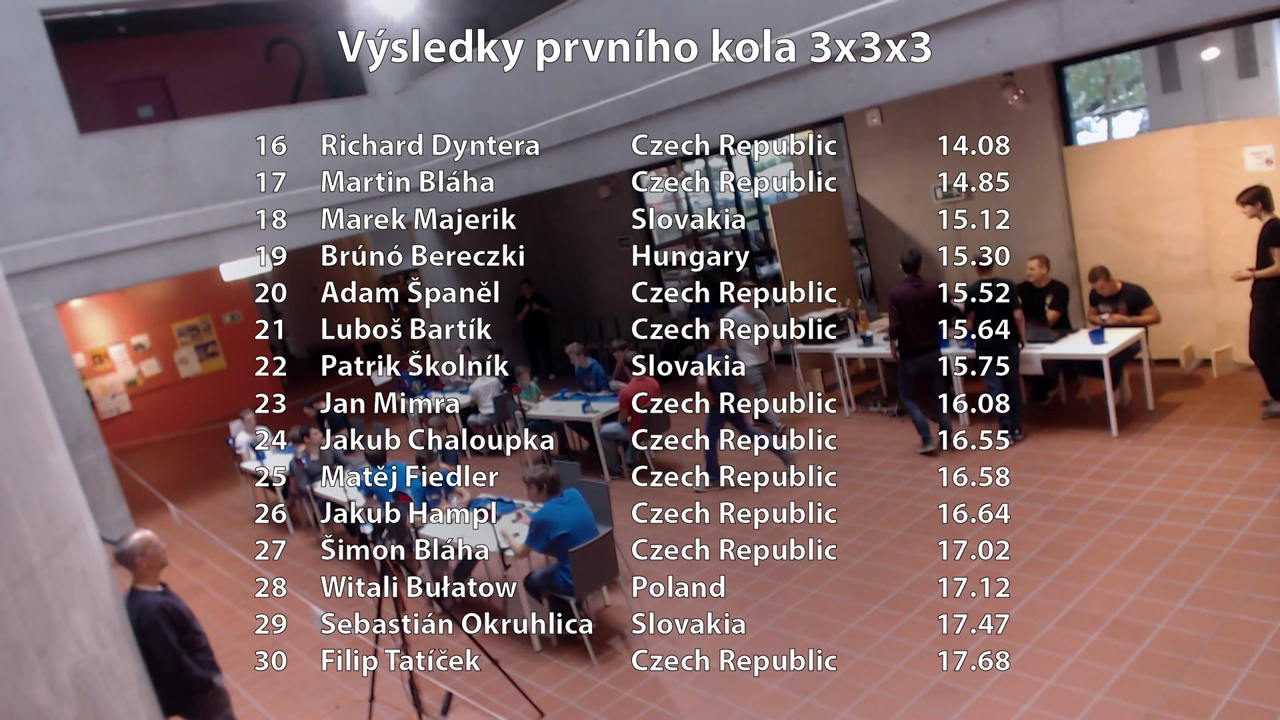 Výsledky prvního kola 3x3x3
16 Richard Dyntera Czech Republic 14.08
17 Martin Bláha Czech Republic 14.85
18 Marek Majerik Slovakia 15.12
19 Brúnó Bereczki Hungary 15.30
20 Adam Španěl Czech Republic 15.52
21 Luboš Bartík Czech Republic 15.64
22 Patrik Školník Slovakia 15.75
23 Jan Mimra Czech Republic 16.08
24 Jakub Chaloupka Czech Republic 16.55
25 Matěj Fiedler Czech Republic 16.58
26 Jakub Hampl Czech Republic 16.64
27 Šimon Bláha Czech Republic 17.02
28 Witali Bułatow Poland 17.12
29 Sebastián Okruhlica Slovakia 17.47
30 Filip Tatíček Czech Republic 17.68